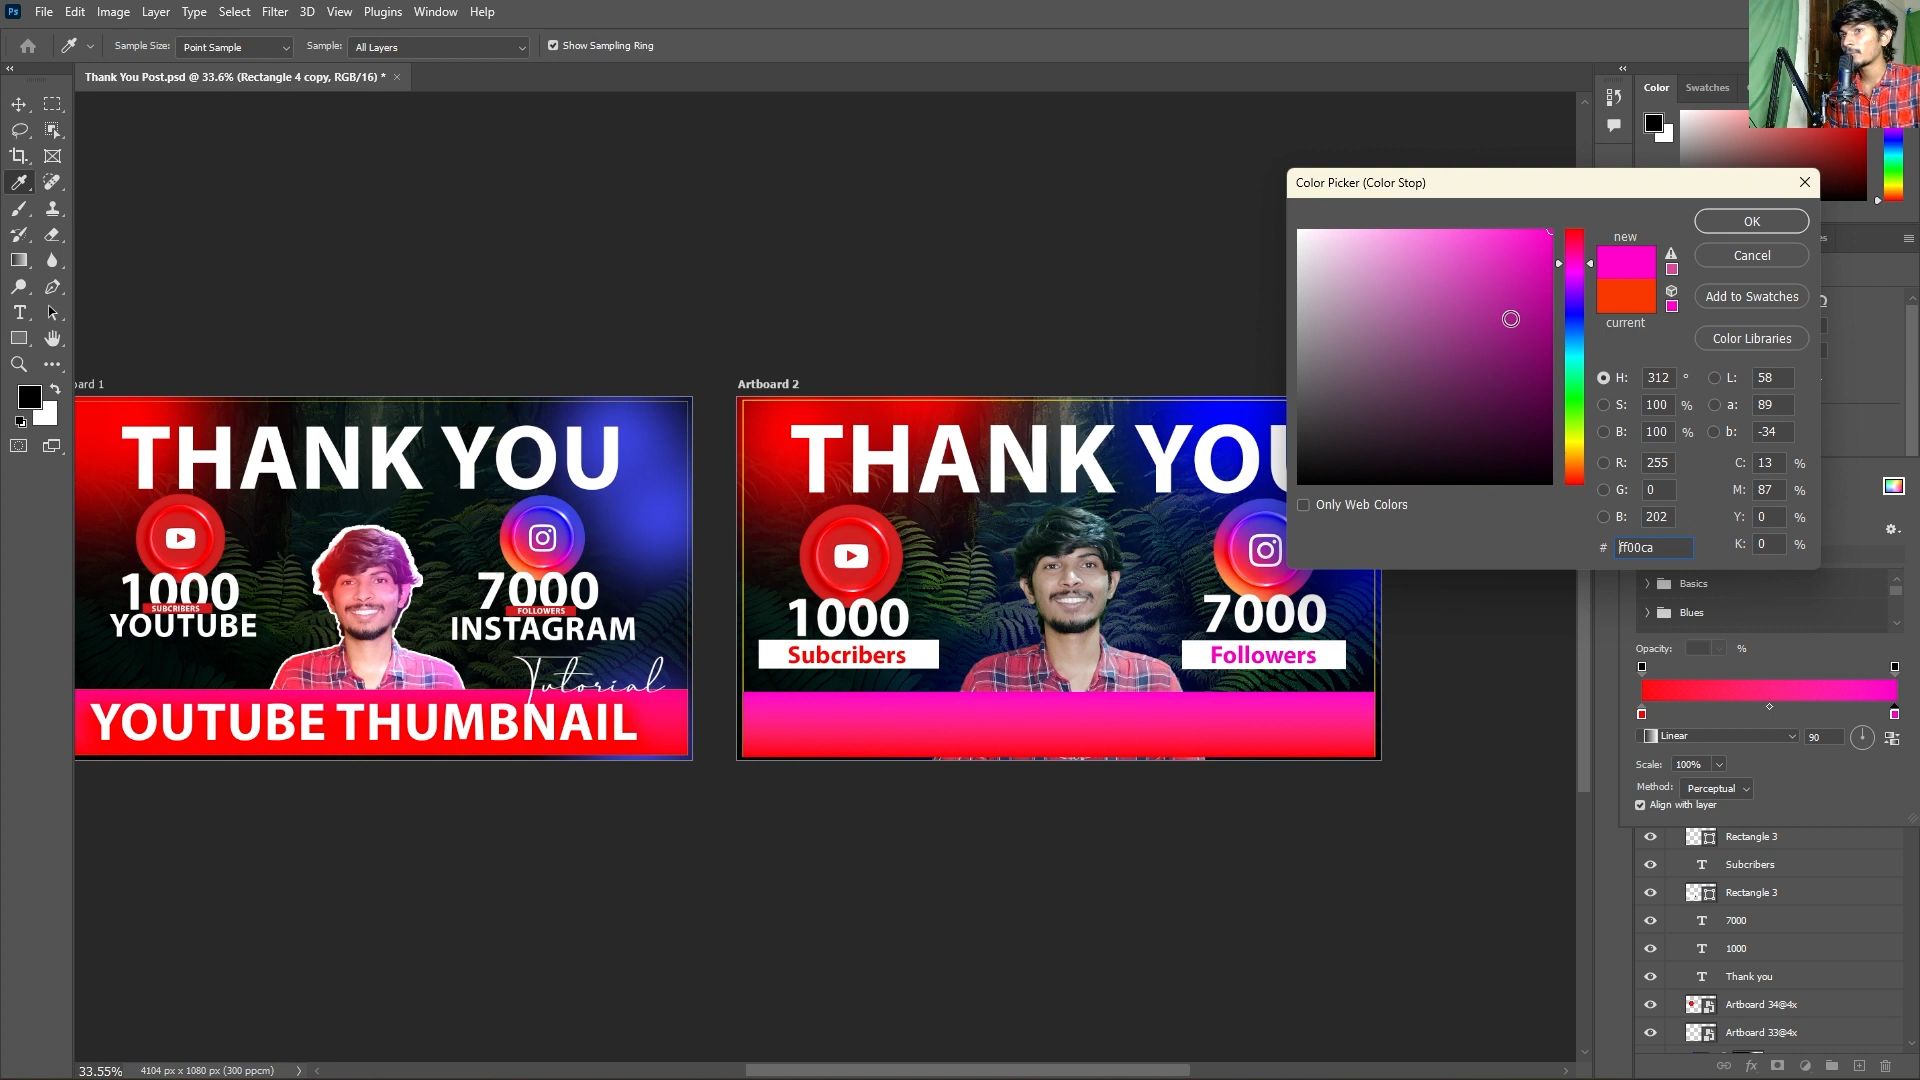 Ps File Edit Image Layer Type Select Filter 3D View Plugins Window Help
Sample Size: Point Sample Sample: All Layers Show Sampling Ring
Thank You Post.psd @ 33.6% (Rectangle 4 copy, RGB/16) * ×
Color Swatches
Color Picker (Color Stop)
OK
new
Cancel
Add to Swatches
current
Color Libraries
H: 312 ° L: 58
S: 100 % a: 89
B: 100 % b: -34
R: 255 C: 13 %
G: 0 M: 87 %
B: 202 Y: 0 %
# ff00ca K: 0 %
Only Web Colors
Artboard 2
THANK YOU
1000
SUBCRIBERS
YOUTUBE
7000
FOLLOWERS
INSTAGRAM
Tutorial
YOUTUBE THUMBNAIL
THANK YOU
1000
Subcribers
7000
Followers
Basics
Blues
Opacity: %
Linear 90
Scale: 100%
Method: Perceptual
Align with layer
Rectangle 3
T Subcribers
Rectangle 3
T 7000
T 1000
T Thank you
Artboard 34@4x
Artboard 33@4x
fx
33.55% 4104 px x 1080 px (300 ppcm)